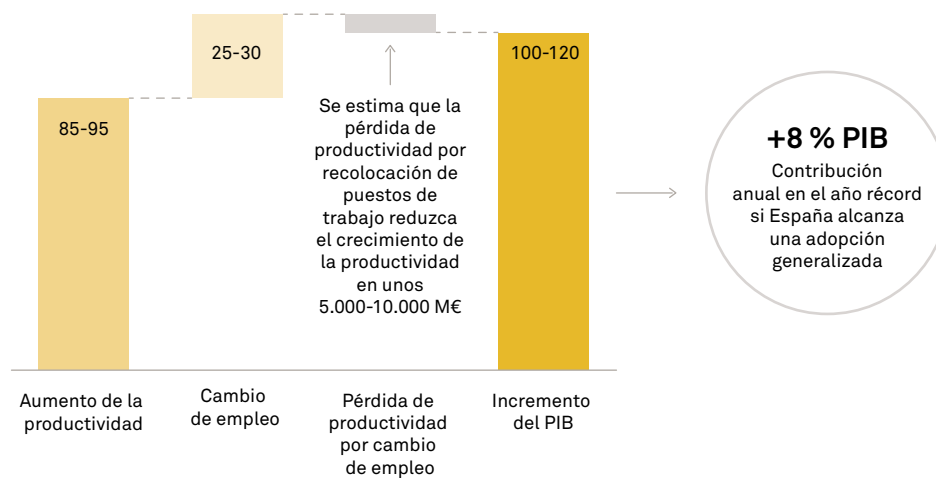 85-95
25-30
Se estima que la
pérdida de
productividad por
recolocación de
puestos de
trabajo reduzca
el crecimiento de
la productividad
en unos
5.000-10.000 M€
100-120
+8 % PIB
Contribución
anual en el año récord
si España alcanza
una adopción
generalizada
Aumento de la
productividad
Cambio
de empleo
Pérdida de
productividad
por cambio
de empleo
Incremento
del PIB